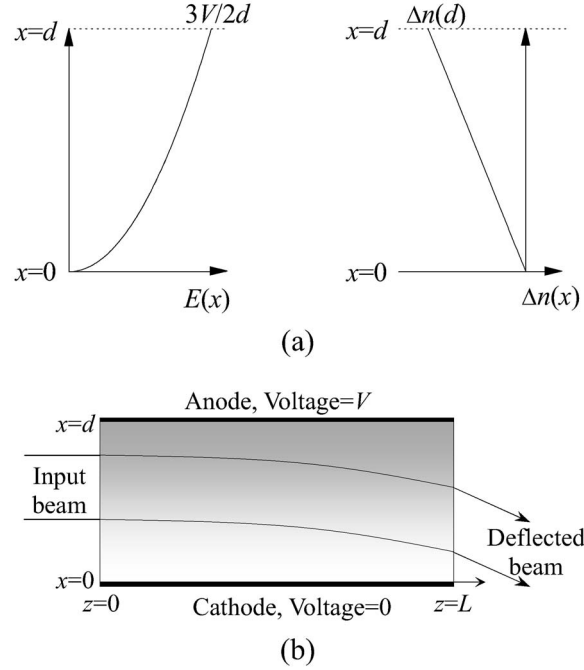 3V/2d
x=d
x=0
E(x)
Δn(d)
x=d
x=0
Δn(x)
(a)
Anode, Voltage=V
x=d
Input
beam
Deflected
beam
x=0
z=0
Cathode, Voltage=0
z=L
(b)